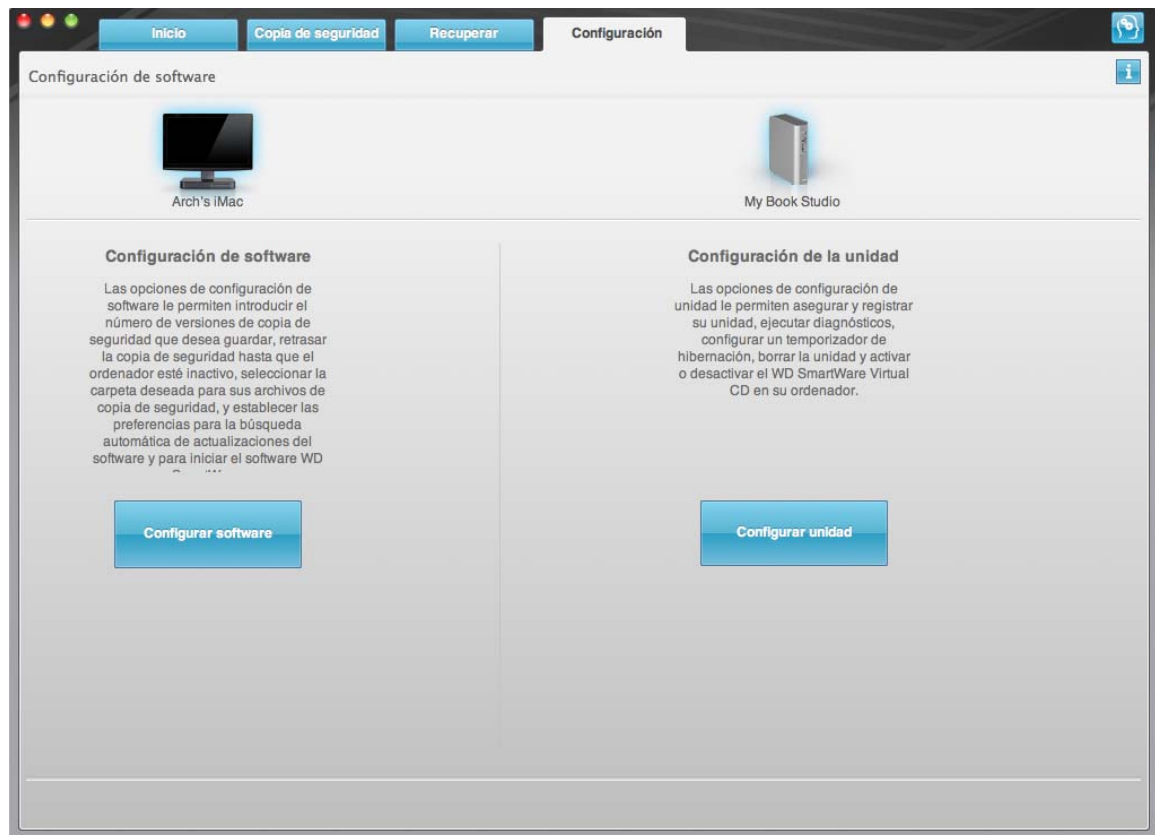 Inicio
Copia de seguridad
Recuperar
Configuración
Configuración de software
Arch's iMac
My Book Studio
Configuración de software
Las opciones de configuración de
software le permiten introducir el
número de versiones de copia de
seguridad que desea guardar, retrasar
la copia de seguridad hasta que el
ordenador esté inactivo, seleccionar la
carpeta deseada para sus archivos de
copia de seguridad, y establecer las
preferencias para la búsqueda
automática de actualizaciones del
software y para iniciar el software WD
Configurar software
Configuración de la unidad
Las opciones de configuración de
unidad le permiten asegurar y registrar
su unidad, ejecutar diagnósticos,
configurar un temporizador de
hibernación, borrar la unidad y activar
o desactivar el WD SmartWare Virtual
CD en su ordenador.
Configurar unidad